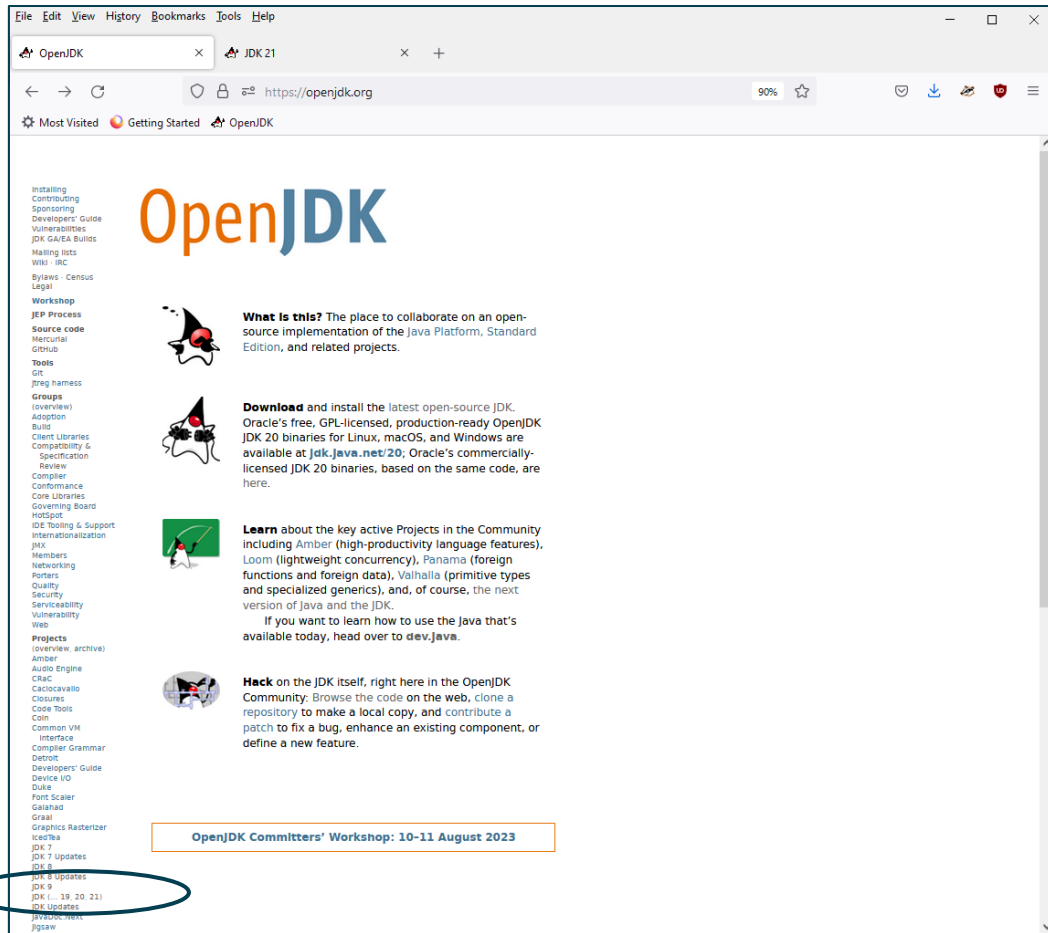 File Edit View History Bookmarks Tools Help
OpenJDK
JDK 21
https://openjdk.org
90%
Most Visited Getting Started OpenJDK
Installing
Contributing
Sponsoring
Developers' Guide
Vulnerabilities
JDK GA/EA Builds
Mailing lists
Wiki · IRC
Bylaws · Census
Legal
Workshop
JEP Process
Source code
Mercurial
GitHub
Tools
Git
jtreg harness
Groups
(overview)
Adoption
Build
Client Libraries
Compatibility &
Specification
Review
Compiler
Conformance
Core Libraries
Governing Board
HotSpot
IDE Tooling & Support
Internationalization
JMX
Members
Networking
Porters
Quality
Security
Serviceability
Vulnerability
Web
Projects
(overview, archive)
Amber
Audio Engine
CRaC
Caciocavallo
Closures
Code Tools
Coin
Common VM
Interface
Compiler Grammar
Detroit
Developers' Guide
Device I/O
Duke
Font Scaler
Galahad
Graal
Graphics Rasterizer
IcedTea
JDK 7
JDK 7 Updates
JDK 8
JDK 8 Updates
JDK 9
JDK (… 19, 20, 21)
JDK Updates
JavaDoc.Next
Jigsaw
OpenJDK
What is this? The place to collaborate on an open-
source implementation of the Java Platform, Standard
Edition, and related projects.
Download and install the latest open-source JDK.
Oracle's free, GPL-licensed, production-ready OpenJDK
JDK 20 binaries for Linux, macOS, and Windows are
available at jdk.java.net/20; Oracle's commercially-
licensed JDK 20 binaries, based on the same code, are
here.
Learn about the key active Projects in the Community
including Amber (high-productivity language features),
Loom (lightweight concurrency), Panama (foreign
functions and foreign data), Valhalla (primitive types
and specialized generics), and, of course, the next
version of Java and the JDK.
If you want to learn how to use the Java that's
available today, head over to dev.java.
Hack on the JDK itself, right here in the OpenJDK
Community: Browse the code on the web, clone a
repository to make a local copy, and contribute a
patch to fix a bug, enhance an existing component, or
define a new feature.
OpenJDK Committers' Workshop: 10–11 August 2023